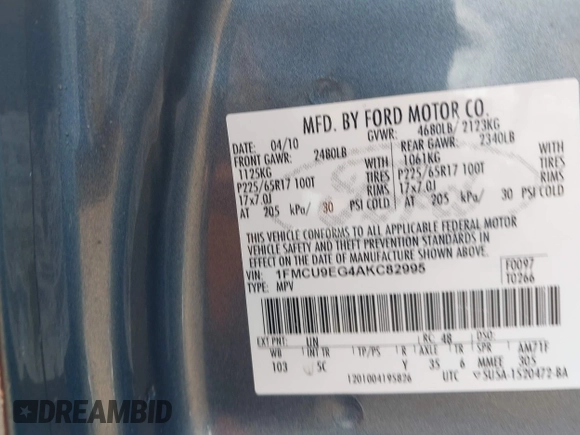 MFD. BY FORD MOTOR CO.
DATE: 04/10 GVWR: 4680LB/ 2123KG
FRONT GAWR: 2480LB REAR GAWR: 2340LB
1125KG WITH 1061KG WITH
P225/65R17 100T TIRES P225/65R17 100T TIRES
17x7.0J RIMS 17x7.0J RIMS
AT 205 kPa/ 30 PSI COLD AT 205 kPa/ 30 PSI COLD
THIS VEHICLE CONFORMS TO ALL APPLICABLE FEDERAL MOTOR
VEHICLE SAFETY AND THEFT PREVENTION STANDARDS IN
EFFECT ON THE DATE OF MANUFACTURE SHOWN ABOVE.
VIN: 1FMCU9EG4AKC82995 F0097
TYPE: MPV T0266
EXT PNT: UN RC: 48 DSO:
WB INT TR TP/PS R AXLE TR SPR AM71F
103 5C Y 35 6 MMEE 305
1201004195826 UTC SUSA-1520472-BA
DREAMBID